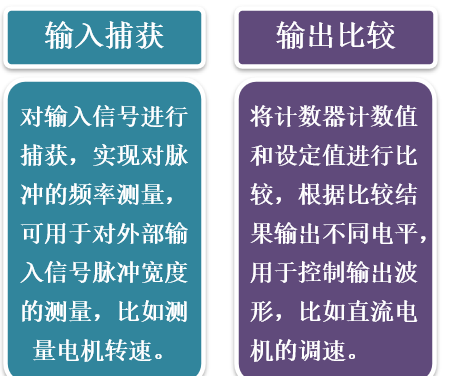 输入捕获
对输入信号进行
捕获，实现对脉
冲的频率测量，
可用于对外部输
入信号脉冲宽度
的测量，比如测
量电机转速。
输出比较
将计数器计数值
和设定值进行比
较，根据比较结
果输出不同电平，
用于控制输出波
形，比如直流电
机的调速。